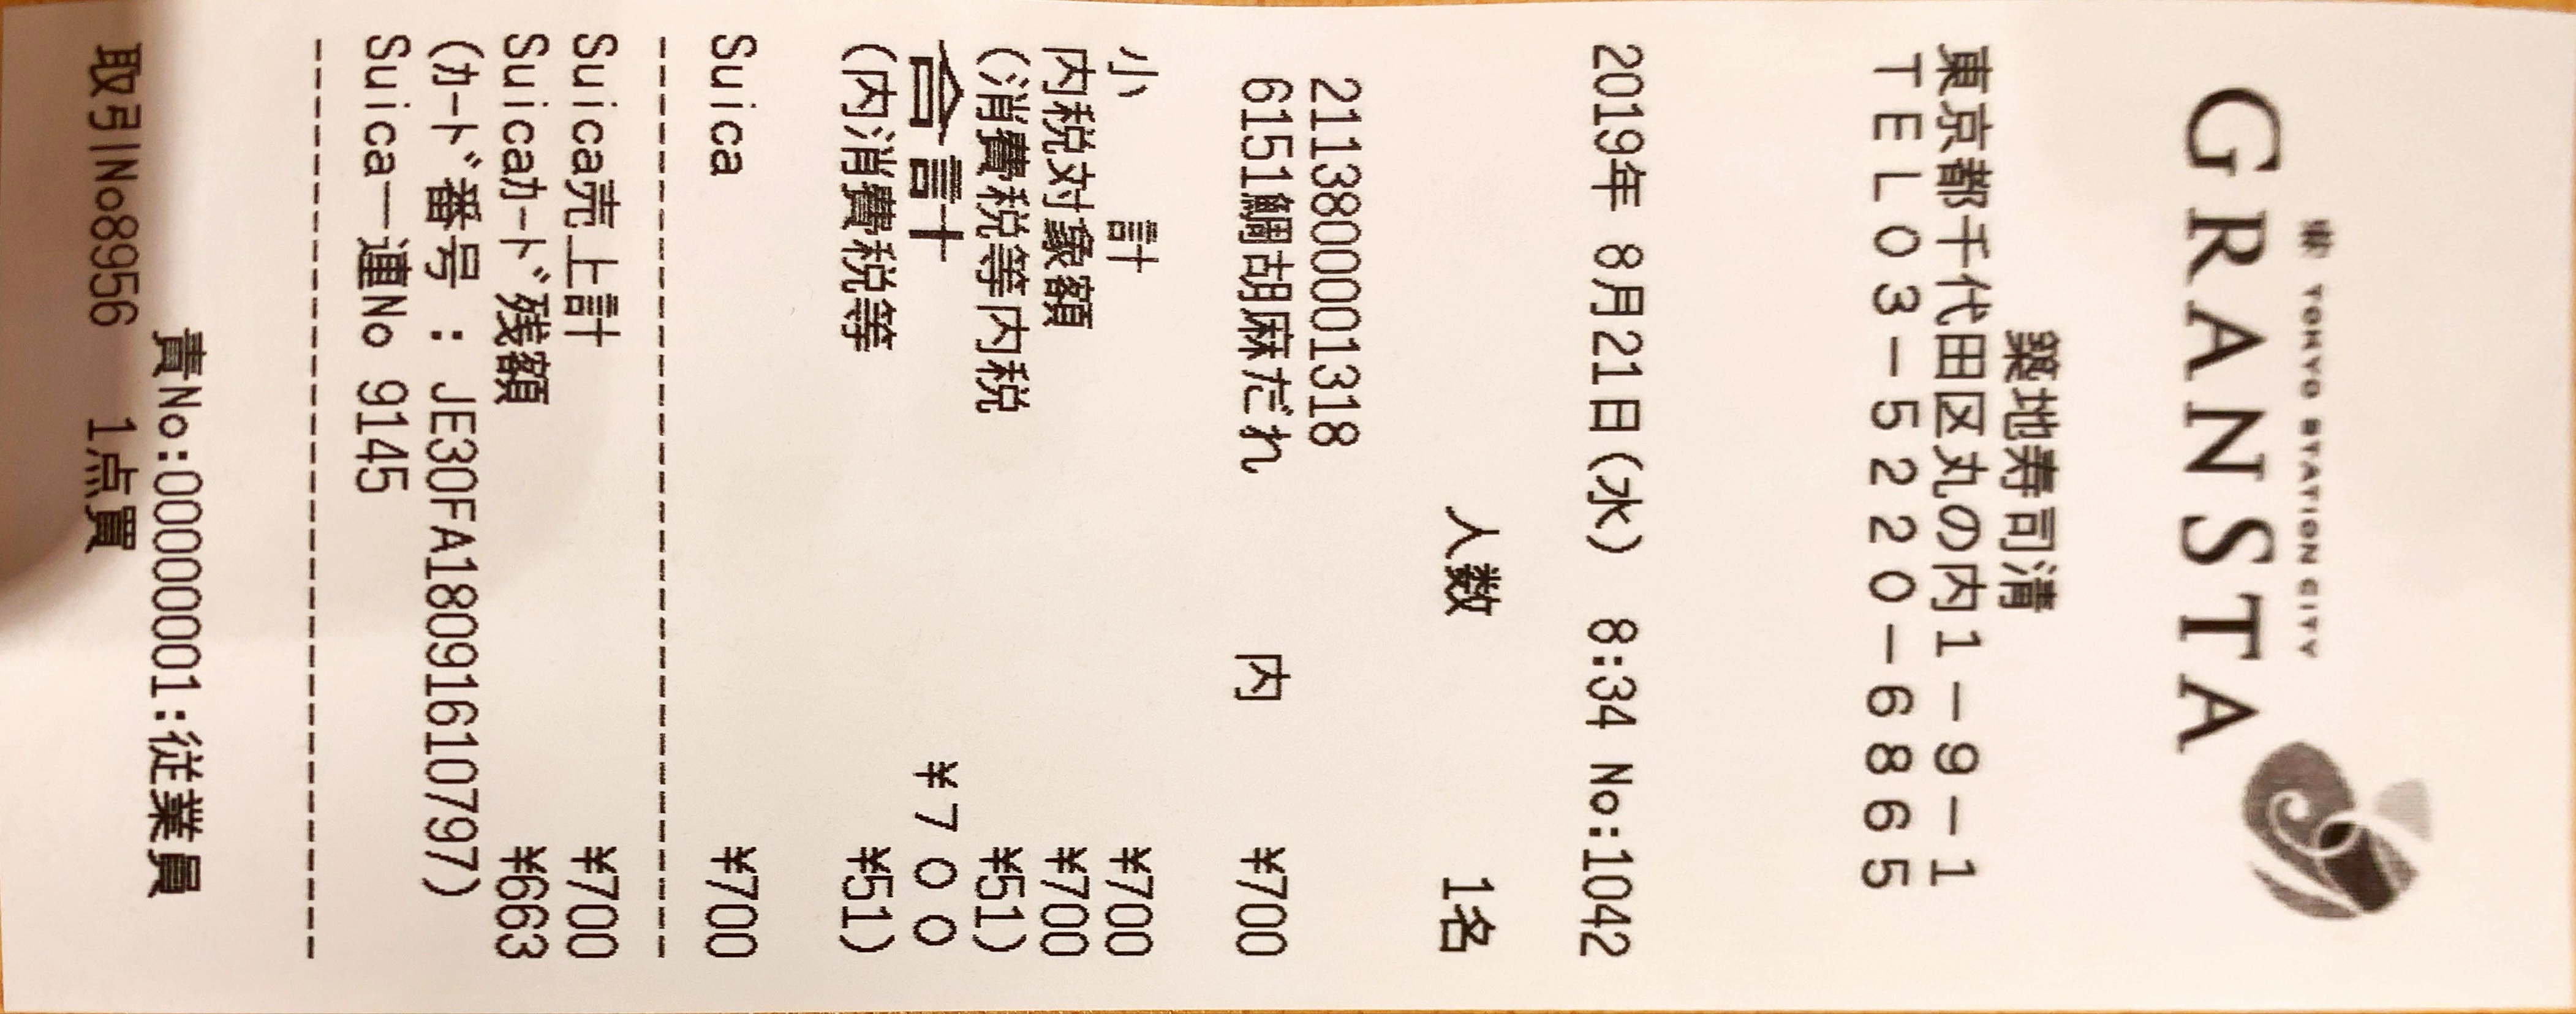 TOKYO STATION CITY
GRANSTA
築地寿司清
東京都千代田区丸の内1-9-1
TEL03-5220-6865
2019年 8月21日(水) 8:34 No:1042
人数 1名
2113800001318
6151鯛胡麻だれ 内 ¥700
小 計 ¥700
内税対象額 ¥700
(消費税等内税 ¥51)
合計 ¥700
(内消費税等 ¥51)
Suica ¥700
Suica売上計 ¥700
Suicaカード残額 ¥663
(カード番号 : JE30FA18091610797)
Suica一連No 9145
責No:00000001:従業員
取引No8956 1点買